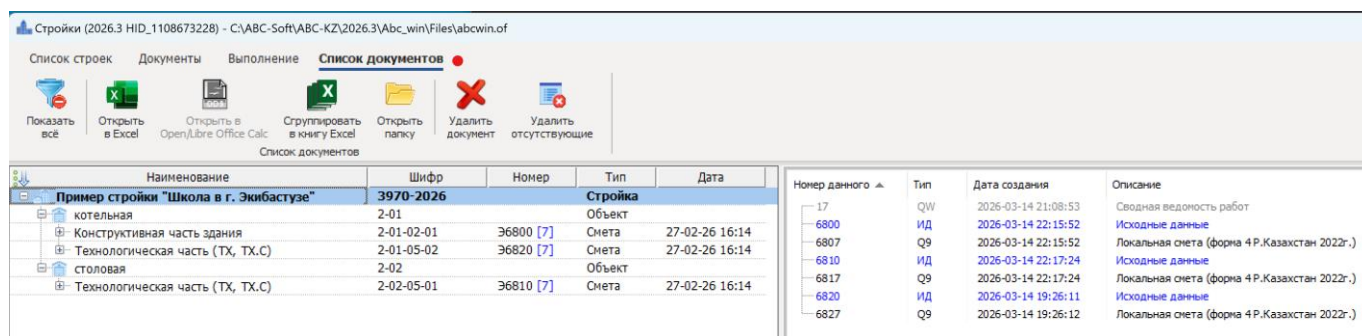 Стройки (2026.3 HID_1108673228) - C:\ABC-Soft\ABC-KZ\2026.3\Abc_win\Files\abcwin.of
Список строек Документы Выполнение Список документов
Показать всё
Открыть в Excel
Открыть в Open/Libre Office Calc
Сгруппировать в книгу Excel
Открыть папку
Удалить документ
Удалить отсутствующие
Список документов
Наименование Шифр Номер Тип Дата
Пример стройки "Школа в г. Экибастузе" 3970-2026 Стройка
котельная 2-01 Объект
Конструктивная часть здания 2-01-02-01 Э6800 [7] Смета 27-02-26 16:14
Технологическая часть (ТХ, ТХ.С) 2-01-05-02 Э6820 [7] Смета 27-02-26 16:14
столовая 2-02 Объект
Технологическая часть (ТХ, ТХ.С) 2-02-05-01 Э6810 [7] Смета 27-02-26 16:14
Номер данного Тип Дата создания Описание
17 QW 2026-03-14 21:08:53 Сводная ведомость работ
6800 ИД 2026-03-14 22:15:52 Исходные данные
6807 Q9 2026-03-14 22:15:52 Локальная смета (форма 4 Р.Казахстан 2022г.)
6810 ИД 2026-03-14 22:17:24 Исходные данные
6817 Q9 2026-03-14 22:17:24 Локальная смета (форма 4 Р.Казахстан 2022г.)
6820 ИД 2026-03-14 19:26:11 Исходные данные
6827 Q9 2026-03-14 19:26:12 Локальная смета (форма 4 Р.Казахстан 2022г.)